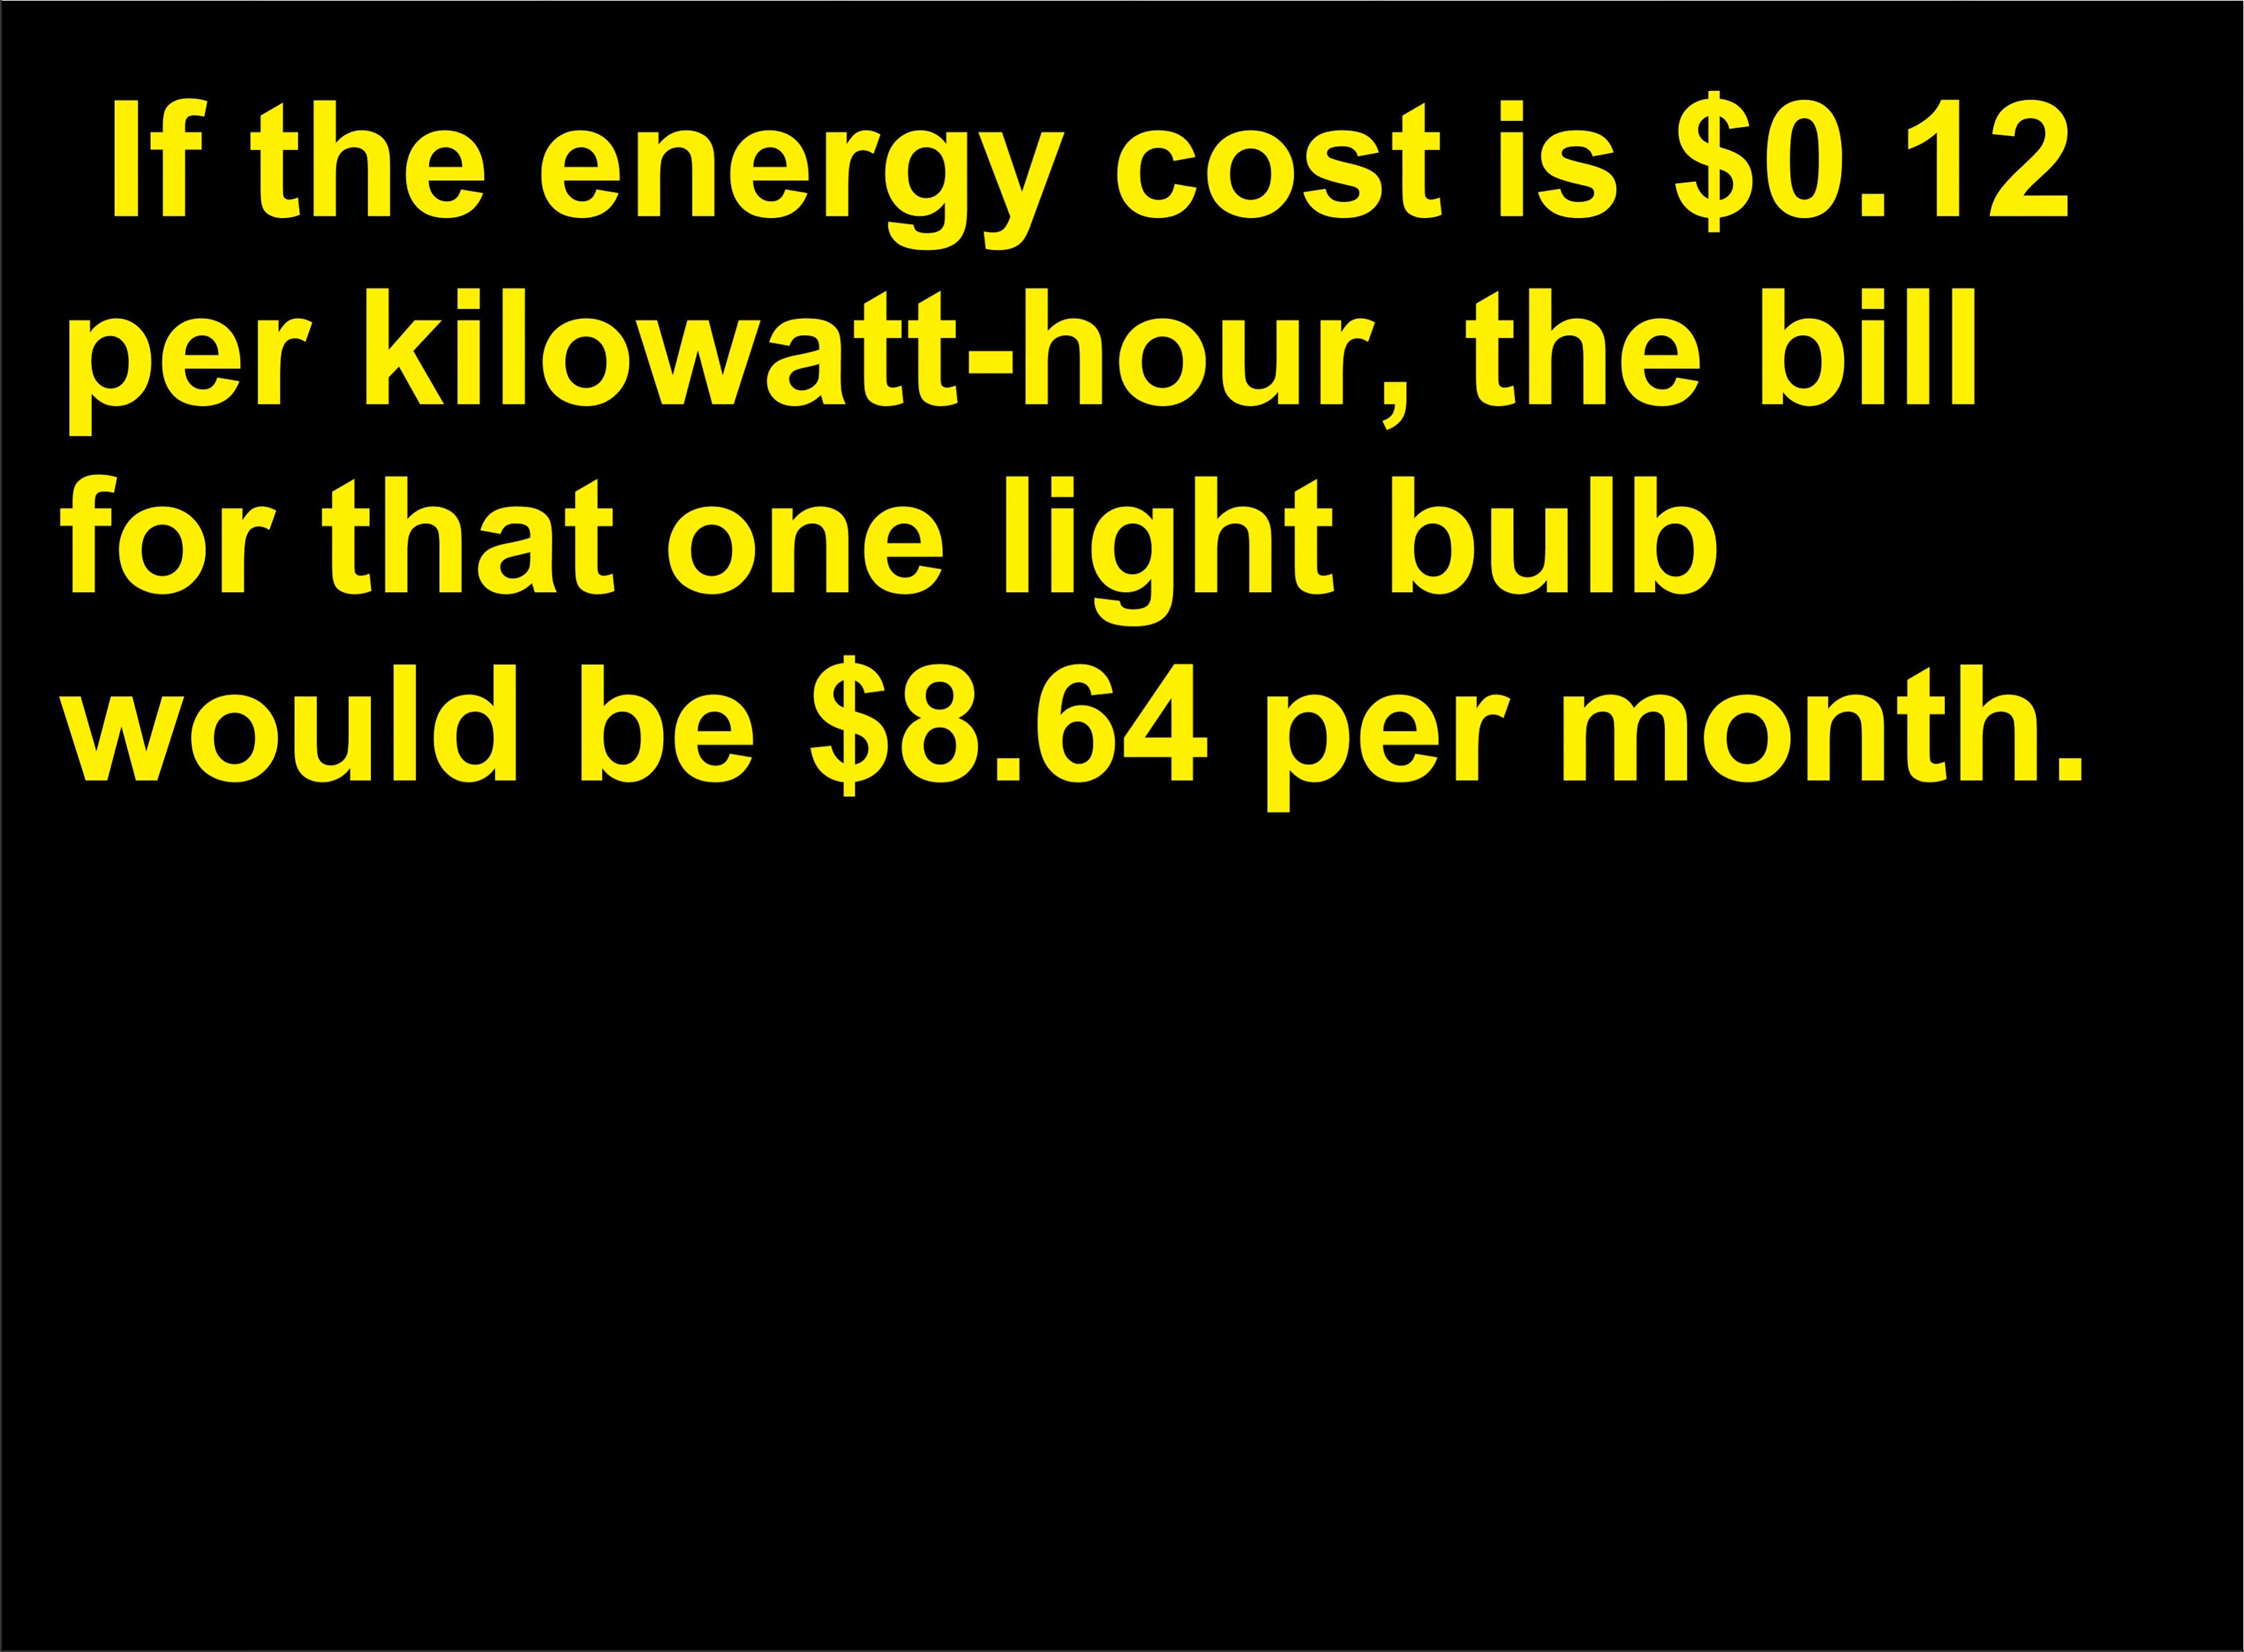 If the energy cost is $0.12
per kilowatt-hour, the bill
for that one light bulb
would be $8.64 per month.